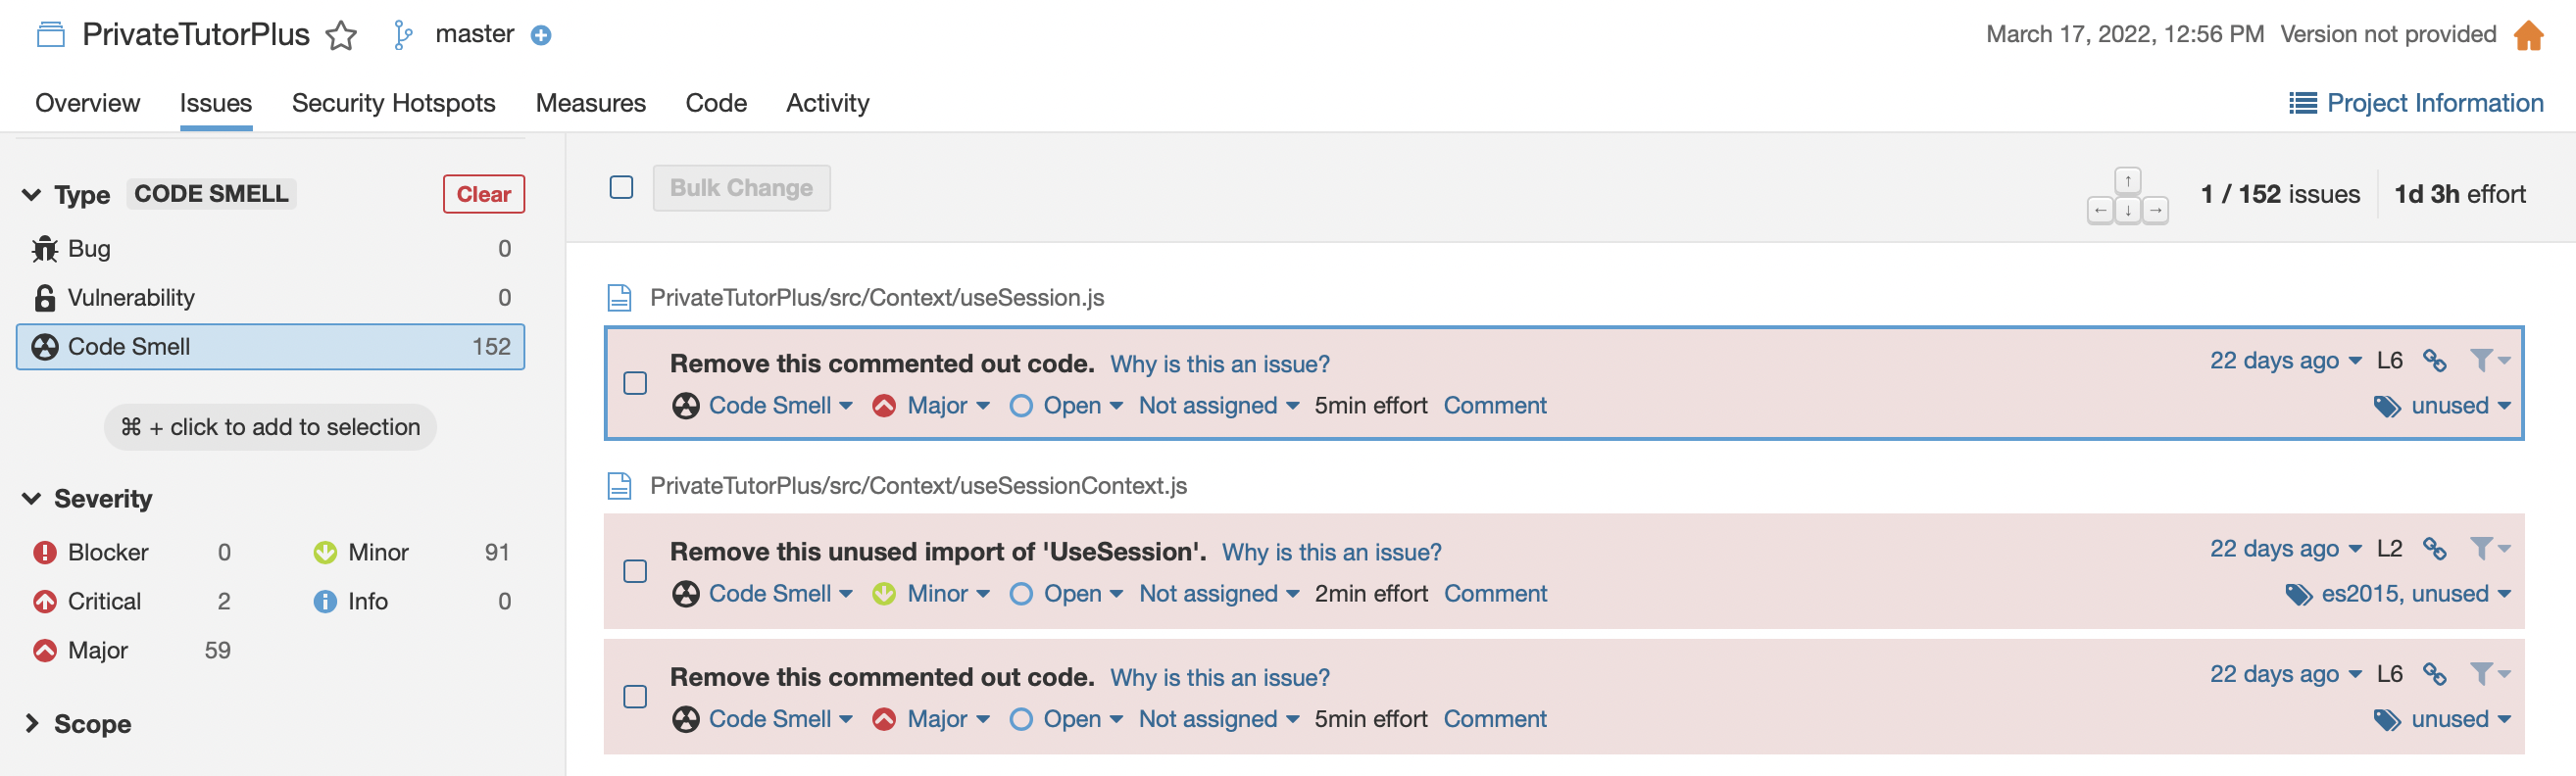 PrivateTutorPlus master
March 17, 2022, 12:56 PM Version not provided
Overview Issues Security Hotspots Measures Code Activity
Project Information
Type CODE SMELL Clear
Bug 0
Vulnerability 0
Code Smell 152
⌘ + click to add to selection
Severity
Blocker 0 Minor 91
Critical 2 Info 0
Major 59
Scope
Bulk Change
↑
← ↓ →
1 / 152 issues 1d 3h effort
PrivateTutorPlus/src/Context/useSession.js
Remove this commented out code. Why is this an issue? 22 days ago L6
Code Smell Major Open Not assigned 5min effort Comment unused
PrivateTutorPlus/src/Context/useSessionContext.js
Remove this unused import of 'UseSession'. Why is this an issue? 22 days ago L2
Code Smell Minor Open Not assigned 2min effort Comment es2015, unused
Remove this commented out code. Why is this an issue? 22 days ago L6
Code Smell Major Open Not assigned 5min effort Comment unused